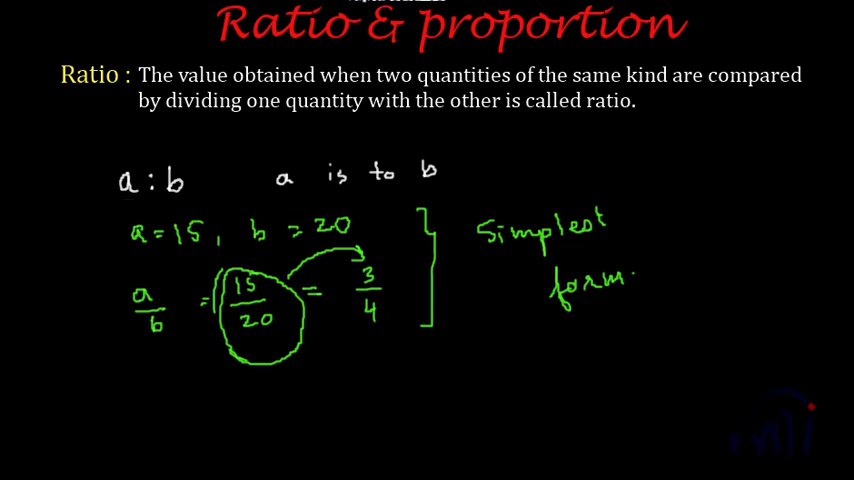 Ratio & proportion
Ratio : The value obtained when two quantities of the same kind are compared
by dividing one quantity with the other is called ratio.
a : b a is to b
a = 15, b = 20
a/b = 15/20 = 3/4
Simplest
form.